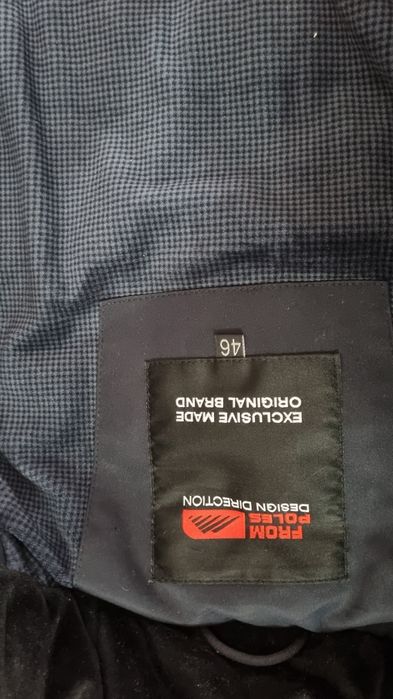 FROM
POLES
DESIGN DIRECTION
EXCLUSIVE MADE
ORIGINAL BRAND
46